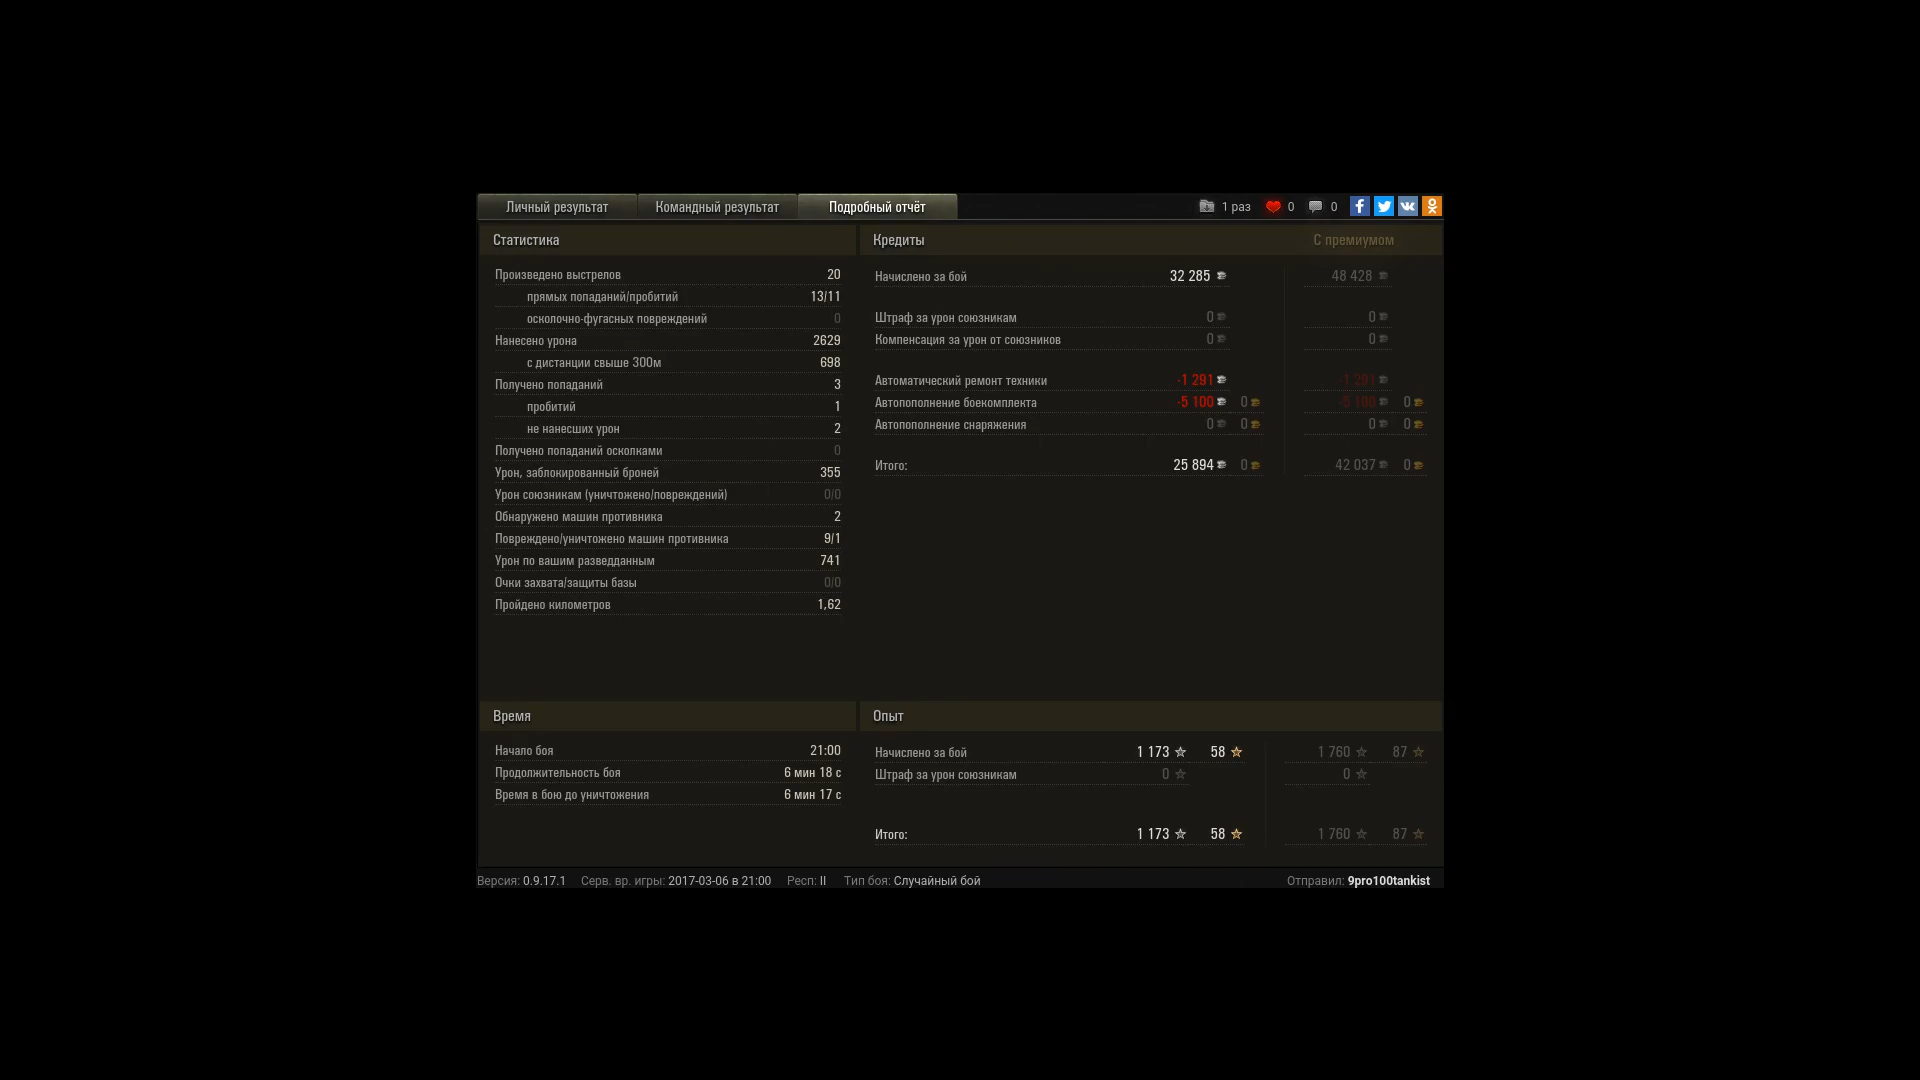 Личный результат Командный результат Подробный отчёт 1 раз 0 0
Статистика
Произведено выстрелов 20
прямых попаданий/пробитий 13/11
осколочно-фугасных повреждений 0
Нанесено урона 2629
с дистанции свыше 300м 698
Получено попаданий 3
пробитий 1
не нанесших урон 2
Получено попаданий осколками 0
Урон, заблокированный броней 355
Урон союзникам (уничтожено/повреждений) 0/0
Обнаружено машин противника 2
Повреждено/уничтожено машин противника 9/1
Урон по вашим разведданным 741
Очки захвата/защиты базы 0/0
Пройдено километров 1,62
Кредиты С премиумом
Начислено за бой 32 285 48 428
Штраф за урон союзникам 0 0
Компенсация за урон от союзников 0 0
Автоматический ремонт техники -1 291 -1 291
Автопополнение боекомплекта -5 100 0 -5 100 0
Автопополнение снаряжения 0 0 0 0
Итого: 25 894 0 42 037 0
Время
Начало боя 21:00
Продолжительность боя 6 мин 18 с
Время в бою до уничтожения 6 мин 17 с
Опыт
Начислено за бой 1 173 58 1 760 87
Штраф за урон союзникам 0 0
Итого: 1 173 58 1 760 87
Версия: 0.9.17.1 Серв. вр. игры: 2017-03-06 в 21:00 Респ: II Тип боя: Случайный бой Отправил: 9pro100tankist